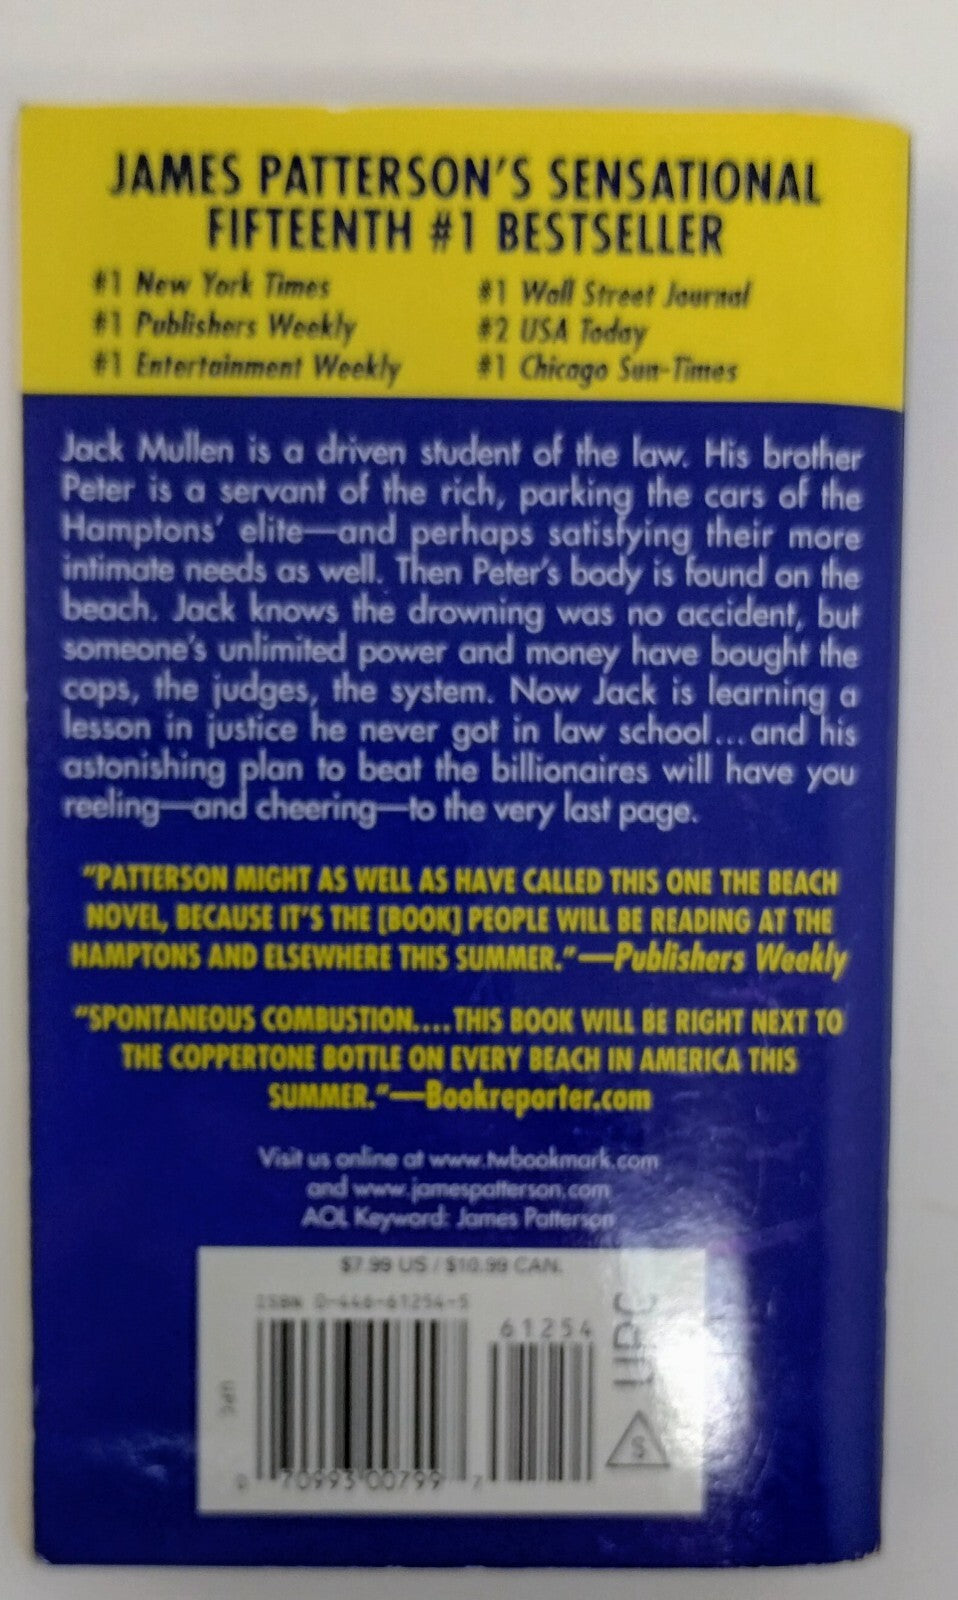 JAMES PATTERSON'S SENSATIONAL
FIFTEENTH #1 BESTSELLER
#1 New York Times
#1 Publishers Weekly
#1 Entertainment Weekly
#1 Wall Street Journal
#2 USA Today
#1 Chicago Sun-Times
Jack Mullen is a driven student of the law. His brother
Peter is a servant of the rich, parking the cars of the
Hamptons' elite—and perhaps satisfying their more
intimate needs as well. Then Peter's body is found on the
beach. Jack knows the drowning was no accident, but
someone's unlimited power and money have bought the
cops, the judges, the system. Now Jack is learning a
lesson in justice he never got in law school...and his
astonishing plan to beat the billionaires will have you
reeling—and cheering—to the very last page.
"PATTERSON MIGHT AS WELL AS HAVE CALLED THIS ONE THE BEACH
NOVEL, BECAUSE IT'S THE [BOOK] PEOPLE WILL BE READING AT THE
HAMPTONS AND ELSEWHERE THIS SUMMER."—Publishers Weekly
"SPONTANEOUS COMBUSTION....THIS BOOK WILL BE RIGHT NEXT TO
THE COPPERTONE BOTTLE ON EVERY BEACH IN AMERICA THIS
SUMMER."—Bookreporter.com
Visit us online at www.twbookmark.com
and www.jamespatterson.com
AOL Keyword: James Patterson
$7.99 US / $10.99 CAN.
ISBN 0-446-61254-5
61254
UPC
0 70993 00799 2
UPC
S